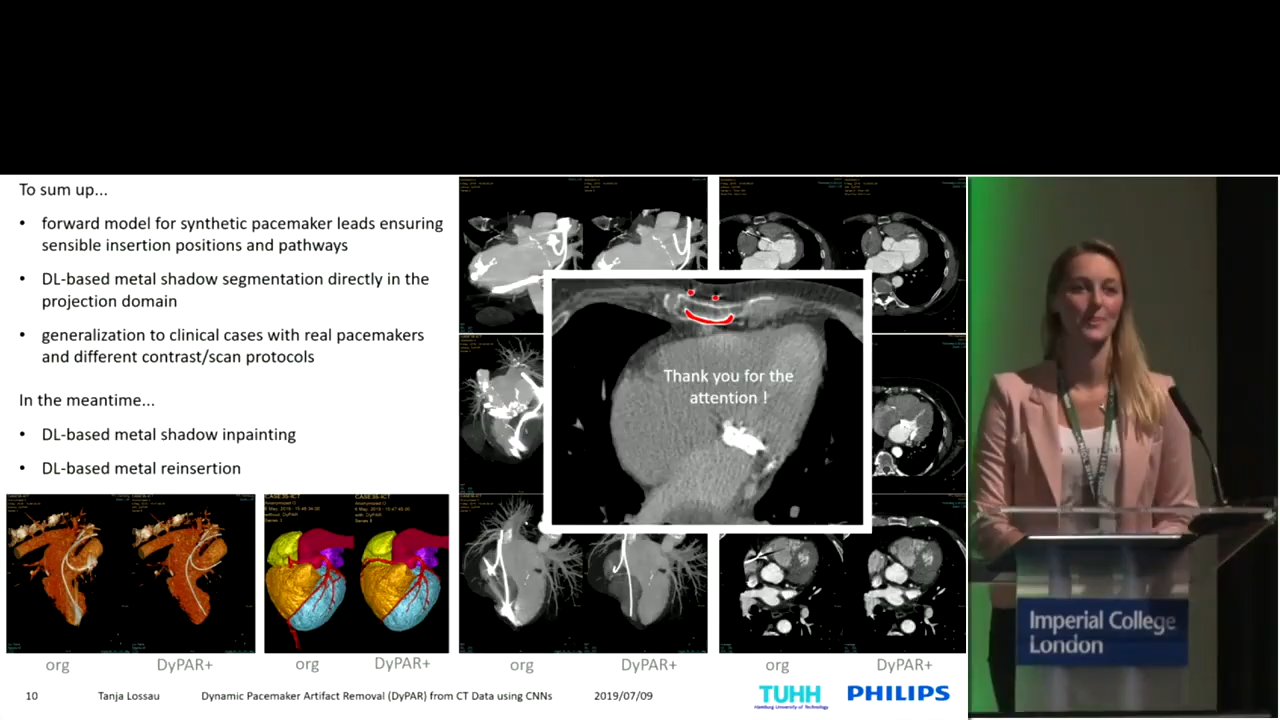 To sum up...
• forward model for synthetic pacemaker leads ensuring
sensible insertion positions and pathways
• DL-based metal shadow segmentation directly in the
projection domain
• generalization to clinical cases with real pacemakers
and different contrast/scan protocols
In the meantime...
• DL-based metal shadow inpainting
• DL-based metal reinsertion
Thank you for the
attention !
org
DyPAR+
org
DyPAR+
org
DyPAR+
org
DyPAR+
10
Tanja Lossau
Dynamic Pacemaker Artifact Removal (DyPAR) from CT Data using CNNs
2019/07/09
TUHH
Hamburg University of Technology
PHILIPS
Imperial College
London